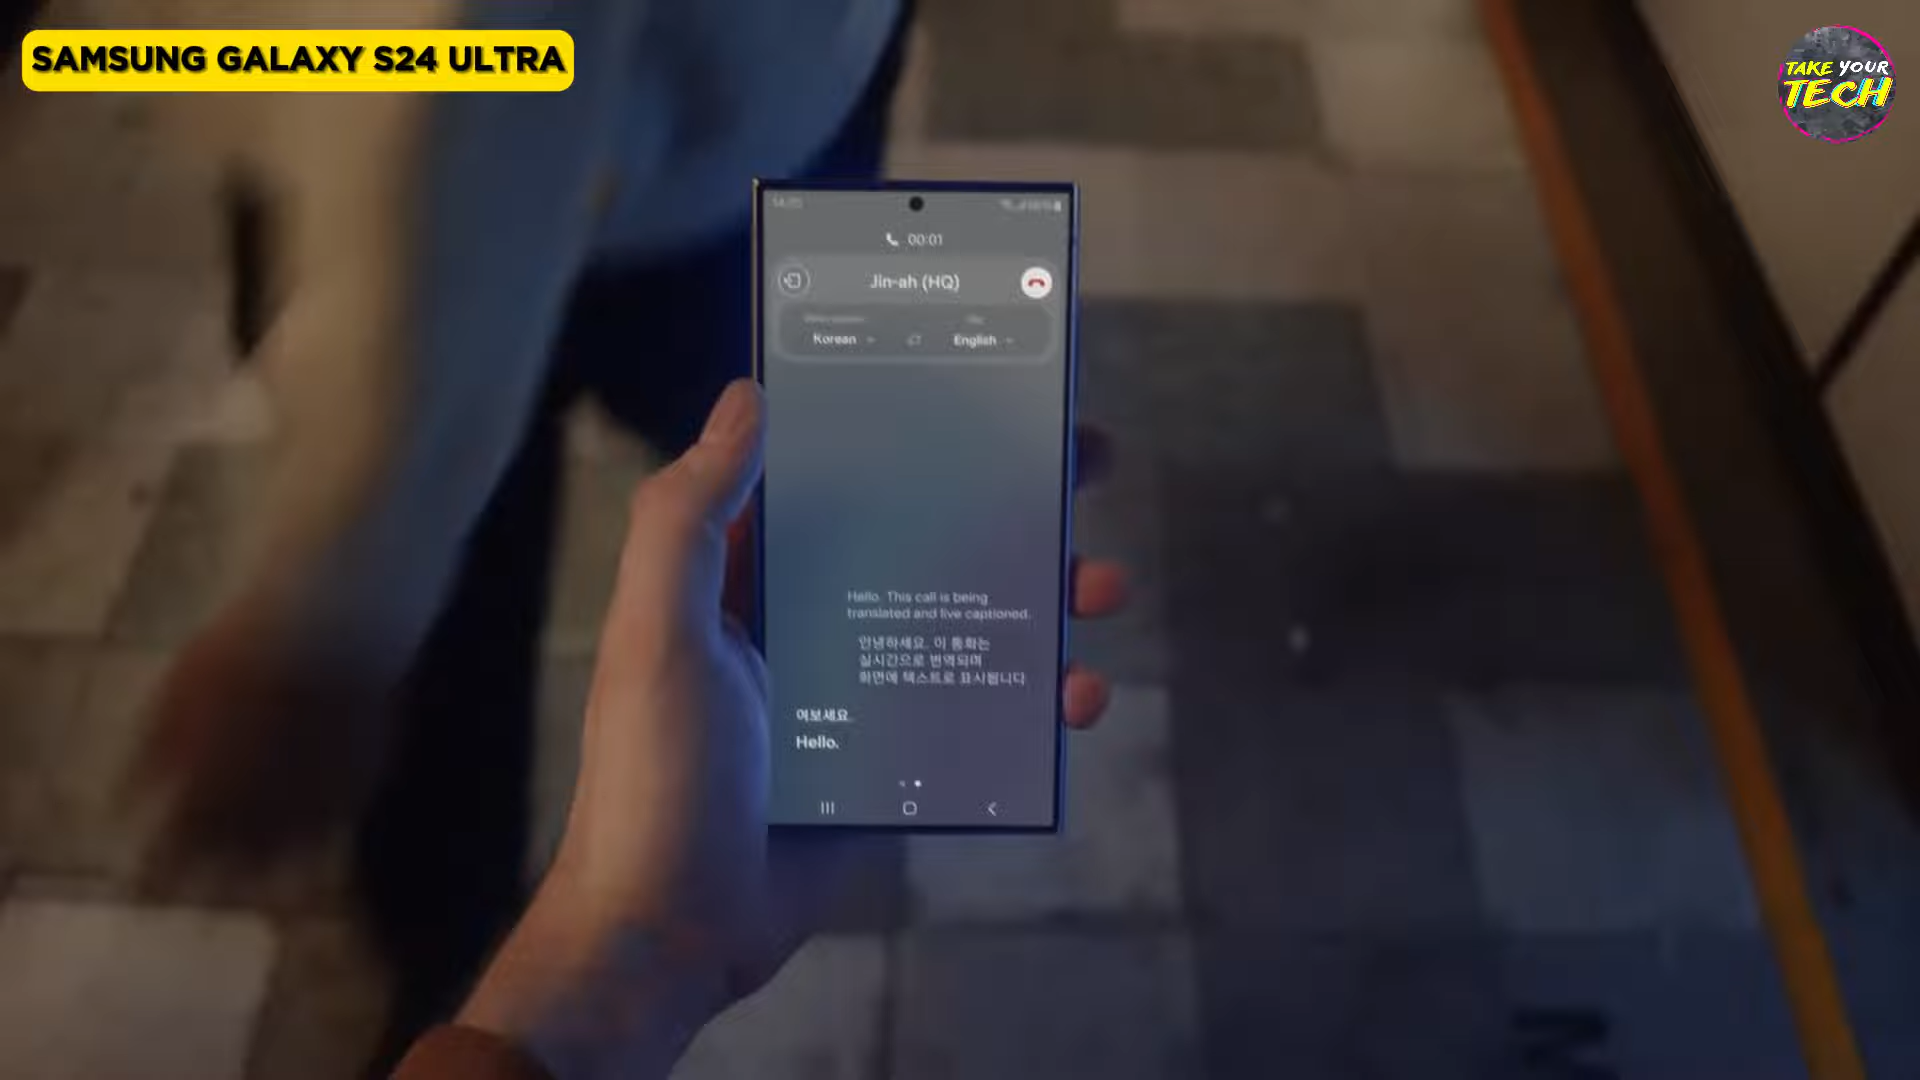 SAMSUNG GALAXY S24 ULTRA
TAKE YOUR
TECH
00:01
Jin-ah (HQ)
Korean
English
Hello. This call is being
translated and live captioned.
안녕하세요. 이 통화는
실시간으로 번역되며
화면에 텍스트로 표시됩니다
여보세요.
Hello.